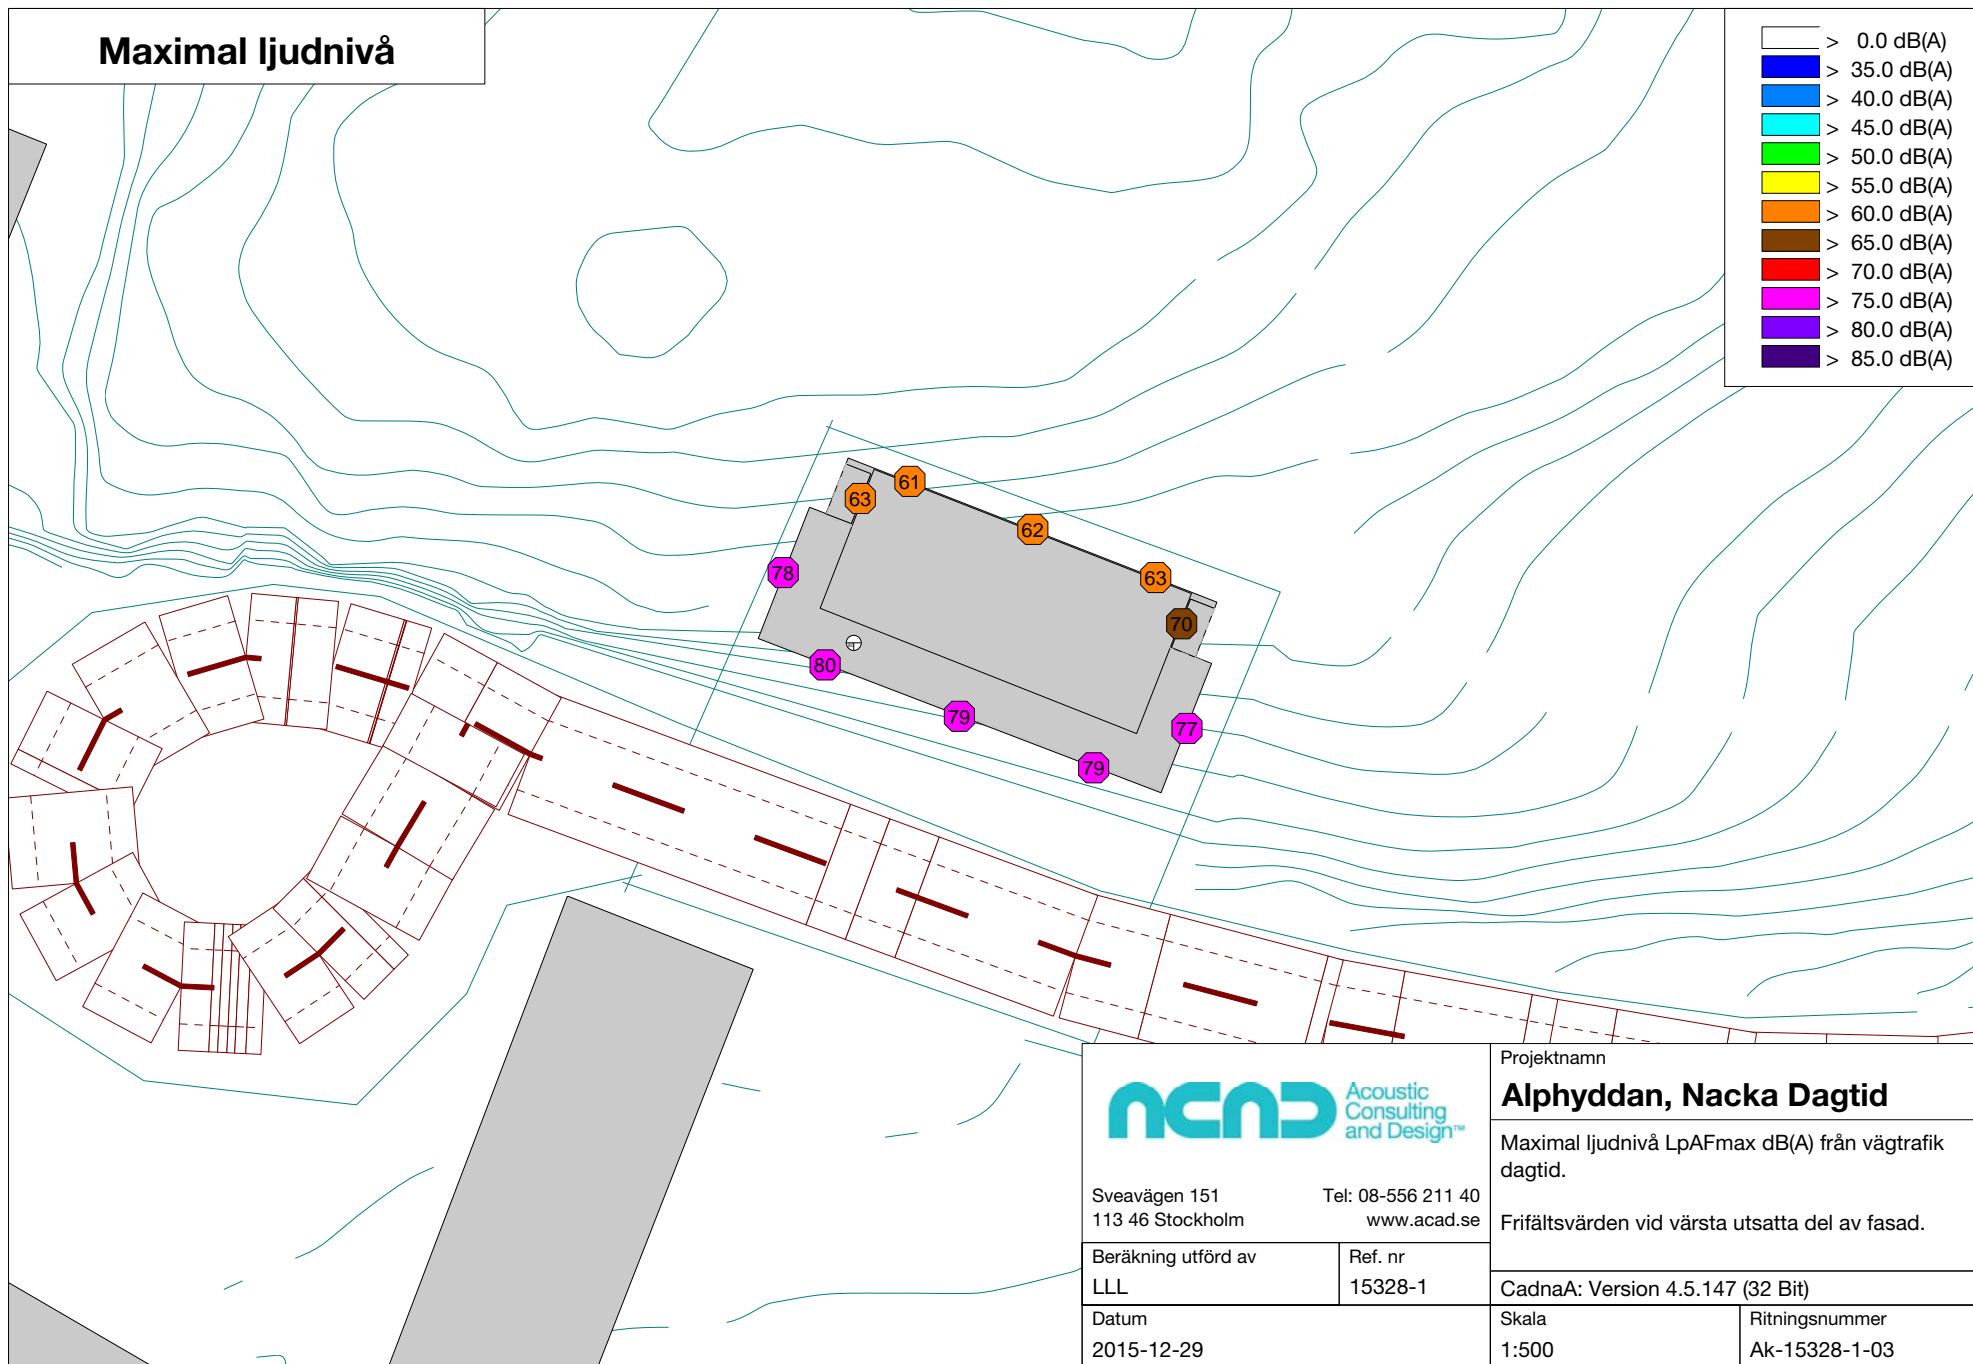 Maximal ljudnivå
> 0.0 dB(A)
> 35.0 dB(A)
> 40.0 dB(A)
> 45.0 dB(A)
> 50.0 dB(A)
> 55.0 dB(A)
> 60.0 dB(A)
> 65.0 dB(A)
> 70.0 dB(A)
> 75.0 dB(A)
> 80.0 dB(A)
> 85.0 dB(A)
61
63
62
78
63
70
80
79
77
79
ACAD
Acoustic
Consulting
and Design™
Sveavägen 151
Tel: 08-556 211 40
113 46 Stockholm
www.acad.se
Beräkning utförd av
LLL
Ref. nr
15328-1
Datum
2015-12-29
Projektnamn
Alphyddan, Nacka Dagtid
Maximal ljudnivå LpAFmax dB(A) från vägtrafik
dagtid.
Frifältsvärden vid värsta utsatta del av fasad.
CadnaA: Version 4.5.147 (32 Bit)
Skala
1:500
Ritningsnummer
Ak-15328-1-03